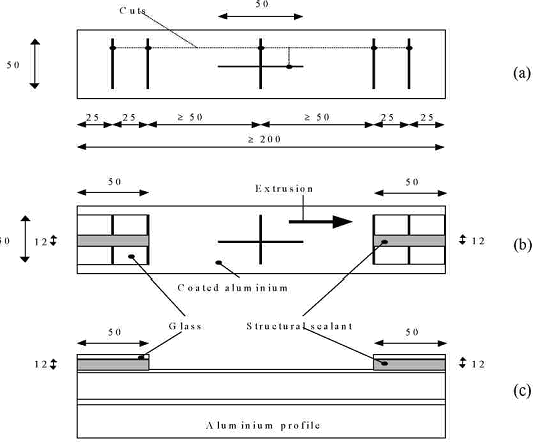 50
Cuts
50
(a)
25 25 ≥ 50 ≥ 50 25 25
≥ 200
50 Extrusion 50
12 12
(b)
Coated aluminium
Glass Structural sealant
50 50
12 12
(c)
Aluminium profile